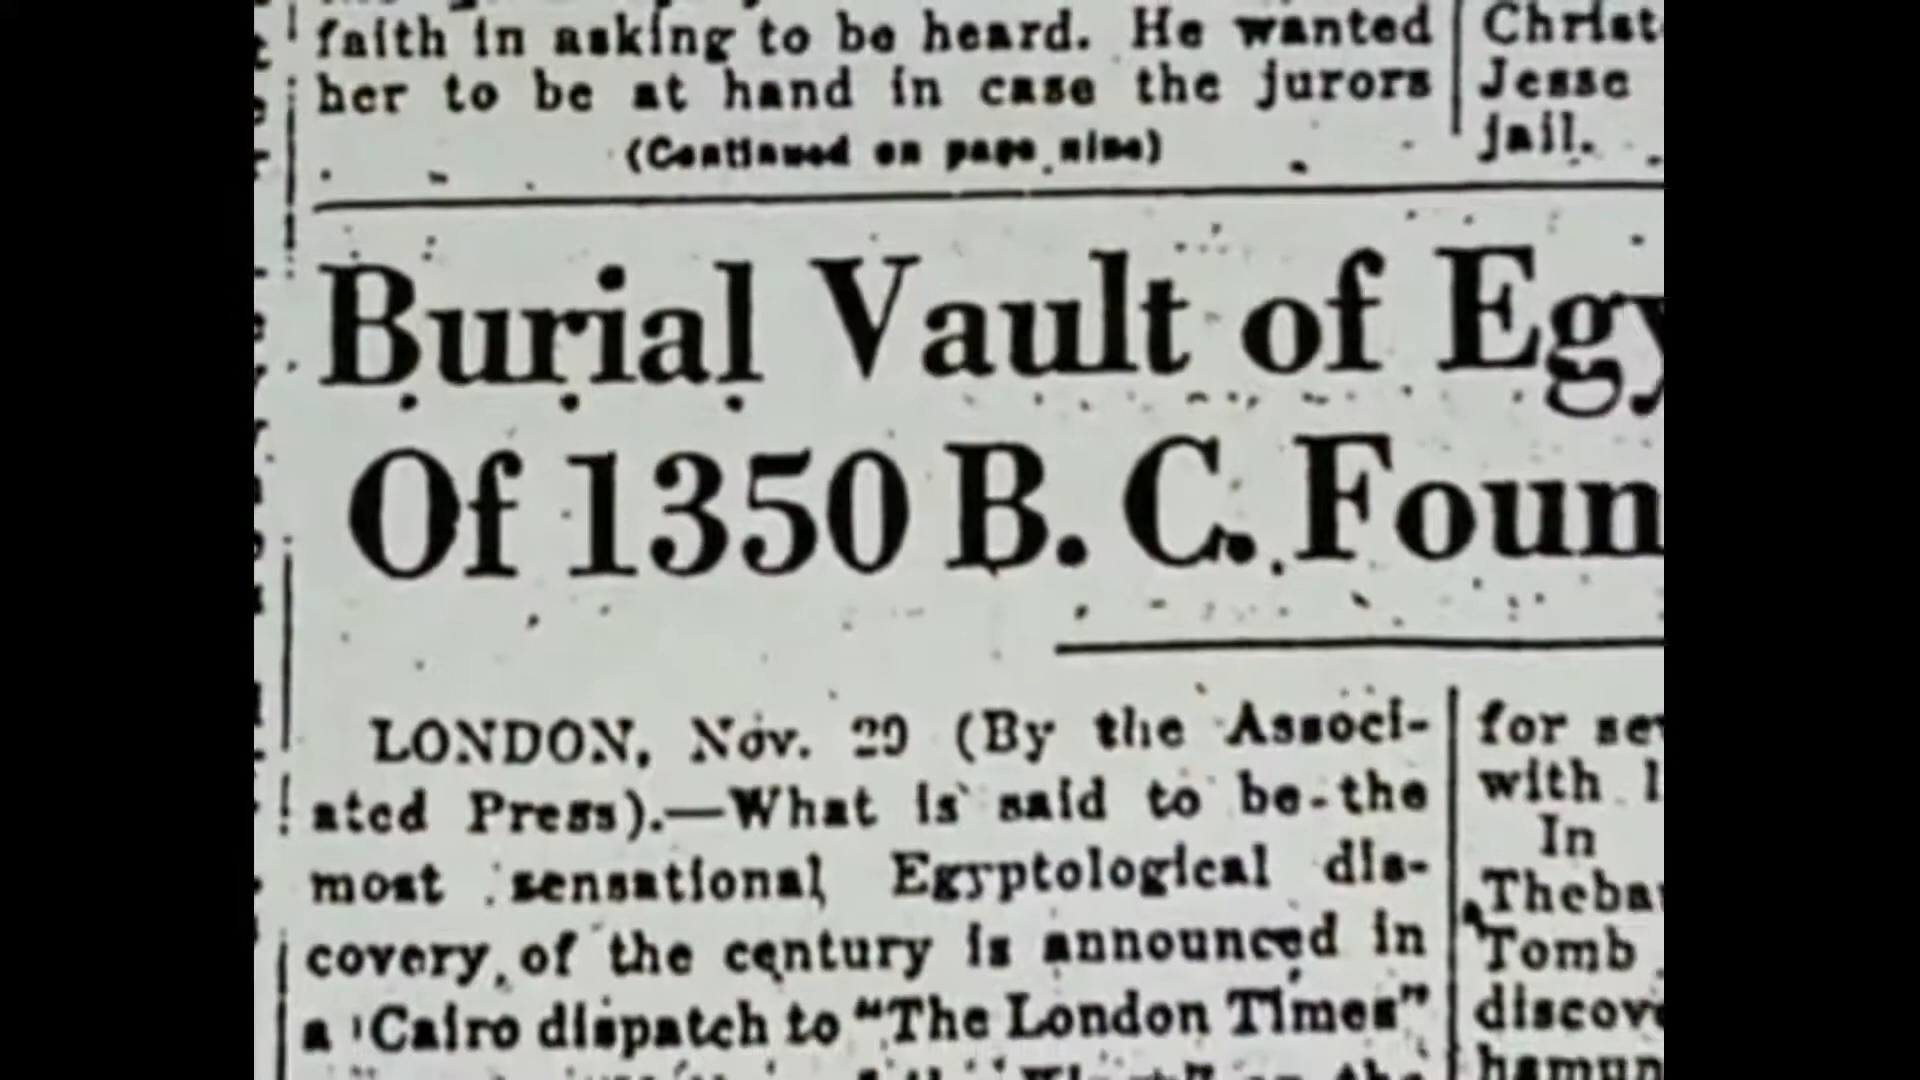 faith in asking to be heard. He wanted
her to be at hand in case the jurors
(Continued on page nine)
Christ
Jesse
jail.
Burial Vault of Egy
Of 1350 B. C. Foun
LONDON, Nov. 29 (By the Associ-
ated Press).—What is said to be the
most sensational Egyptological dis-
covery of the century is announced in
a Cairo dispatch to "The London Times"
for se
with
In
Theba
Tomb
discov
hamun